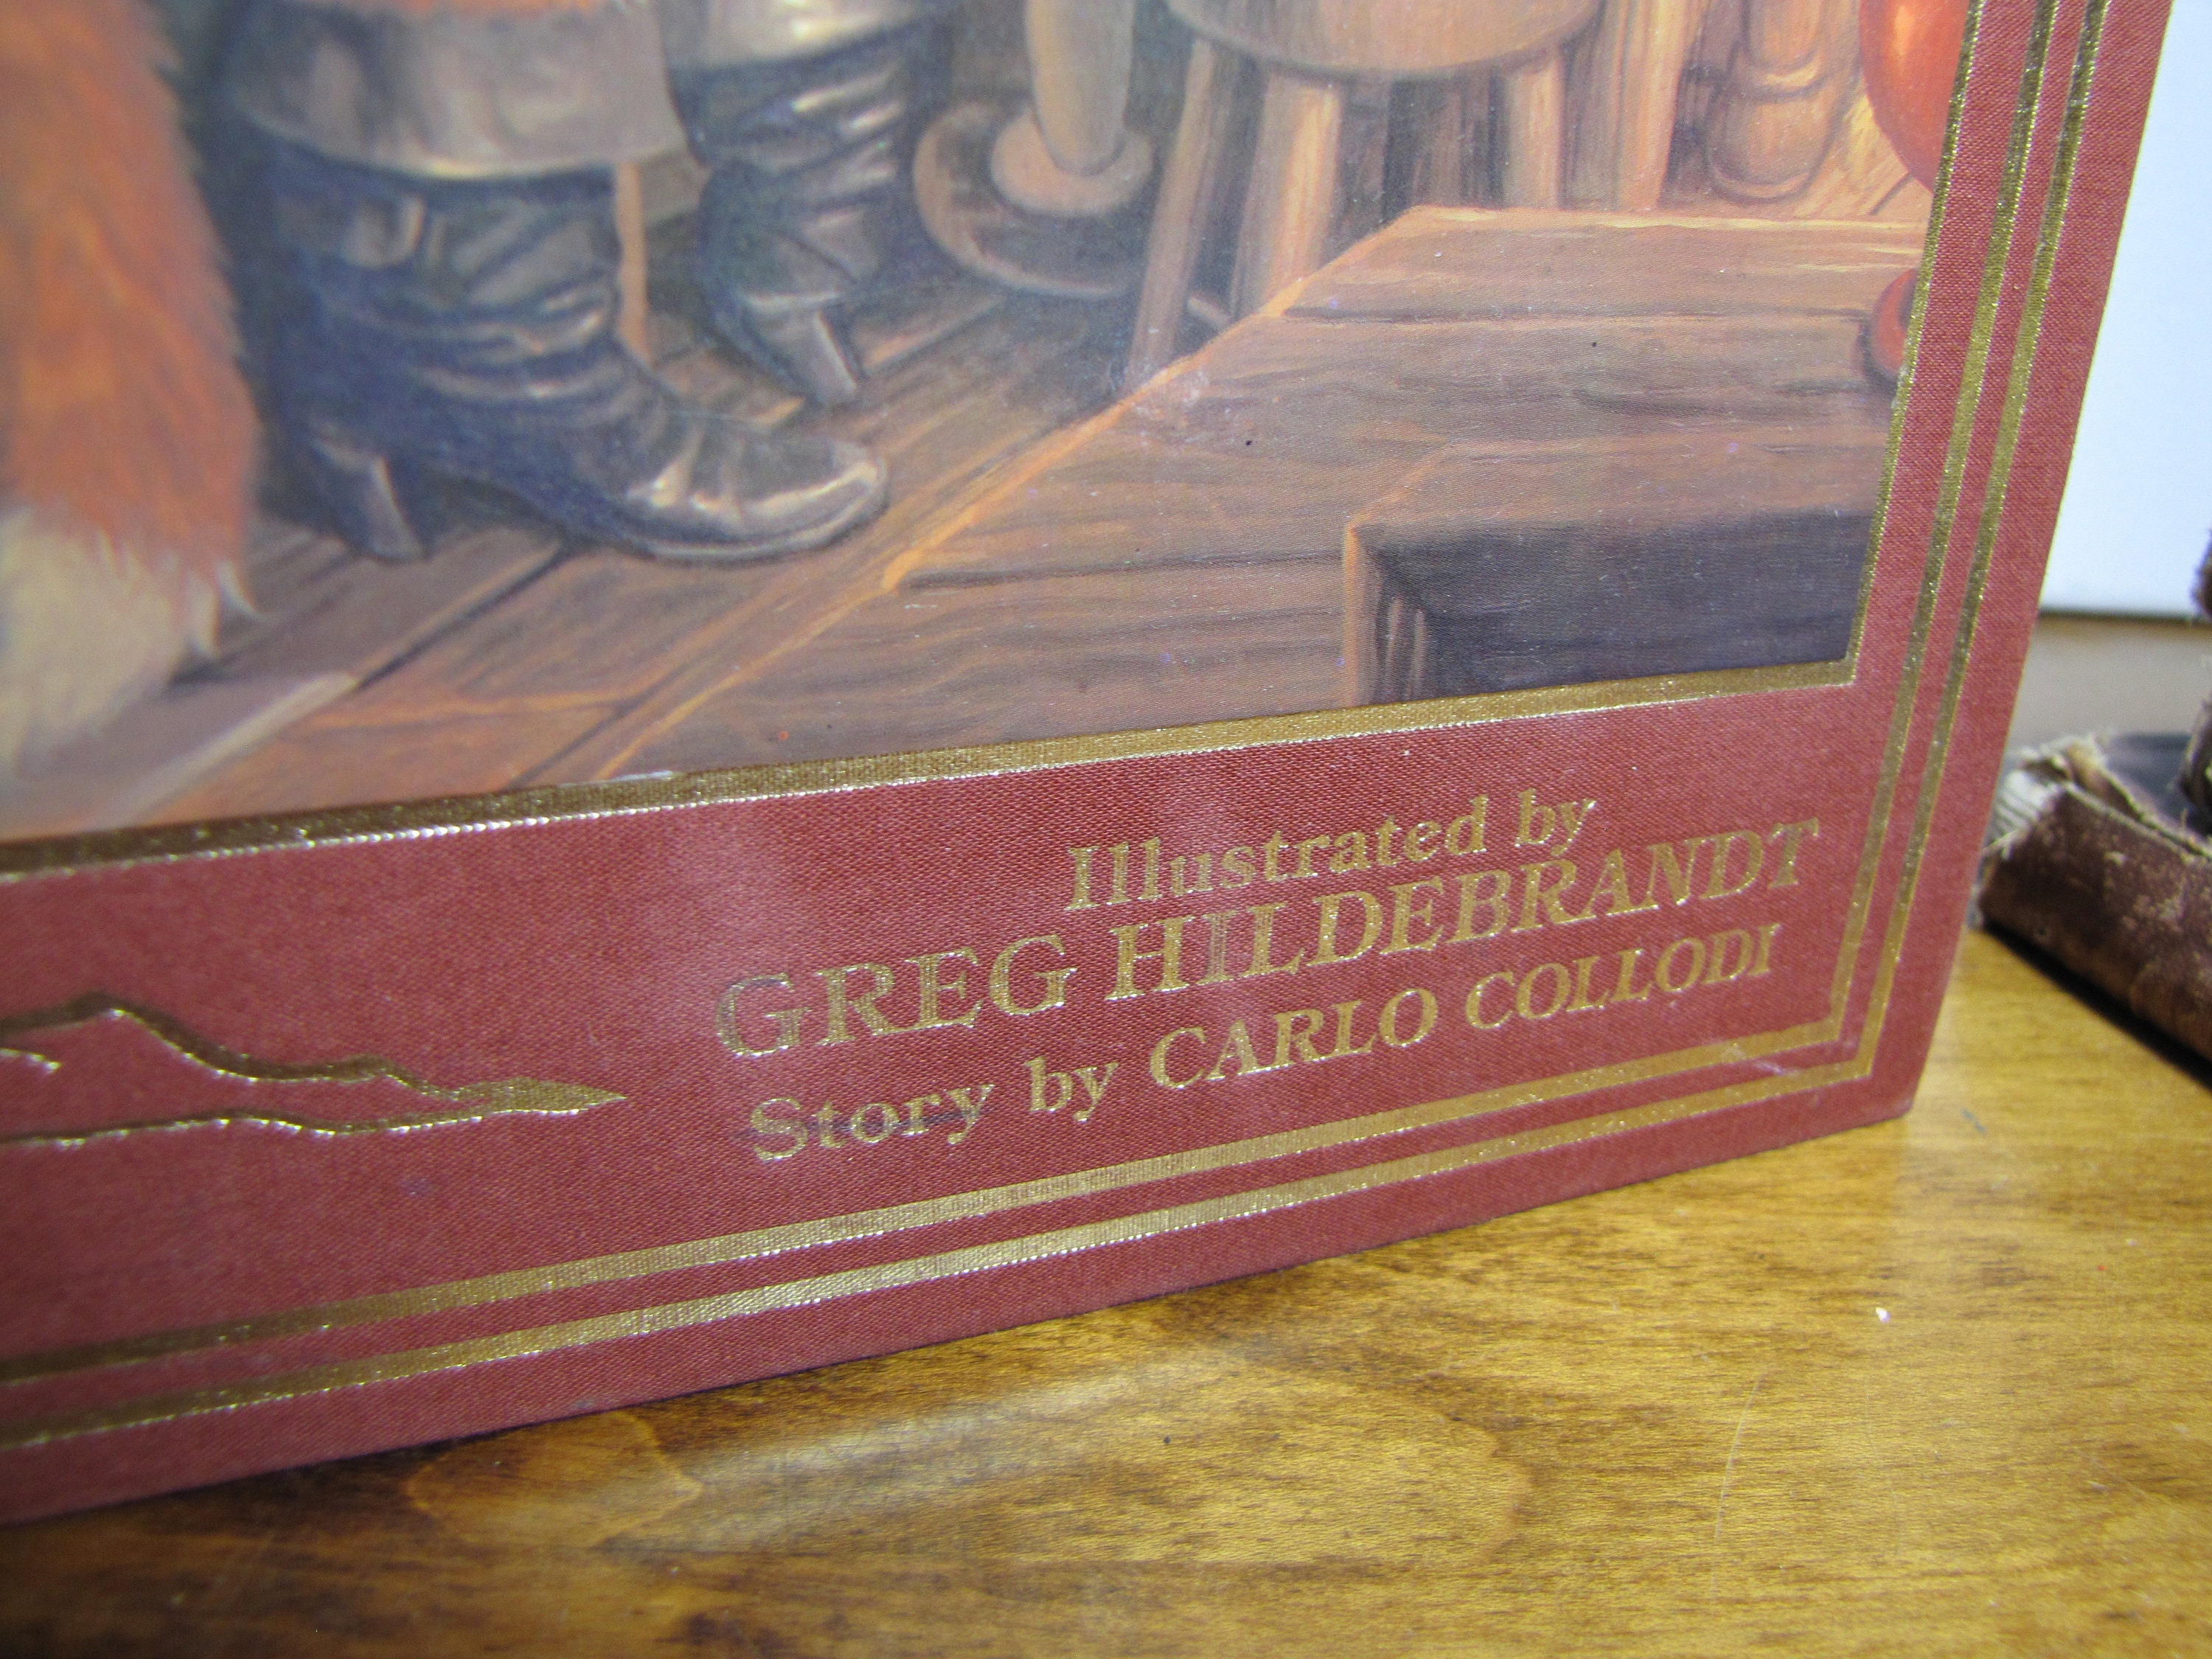 Illustrated by
GREG HILDEBRANDT
Story by CARLO COLLODI